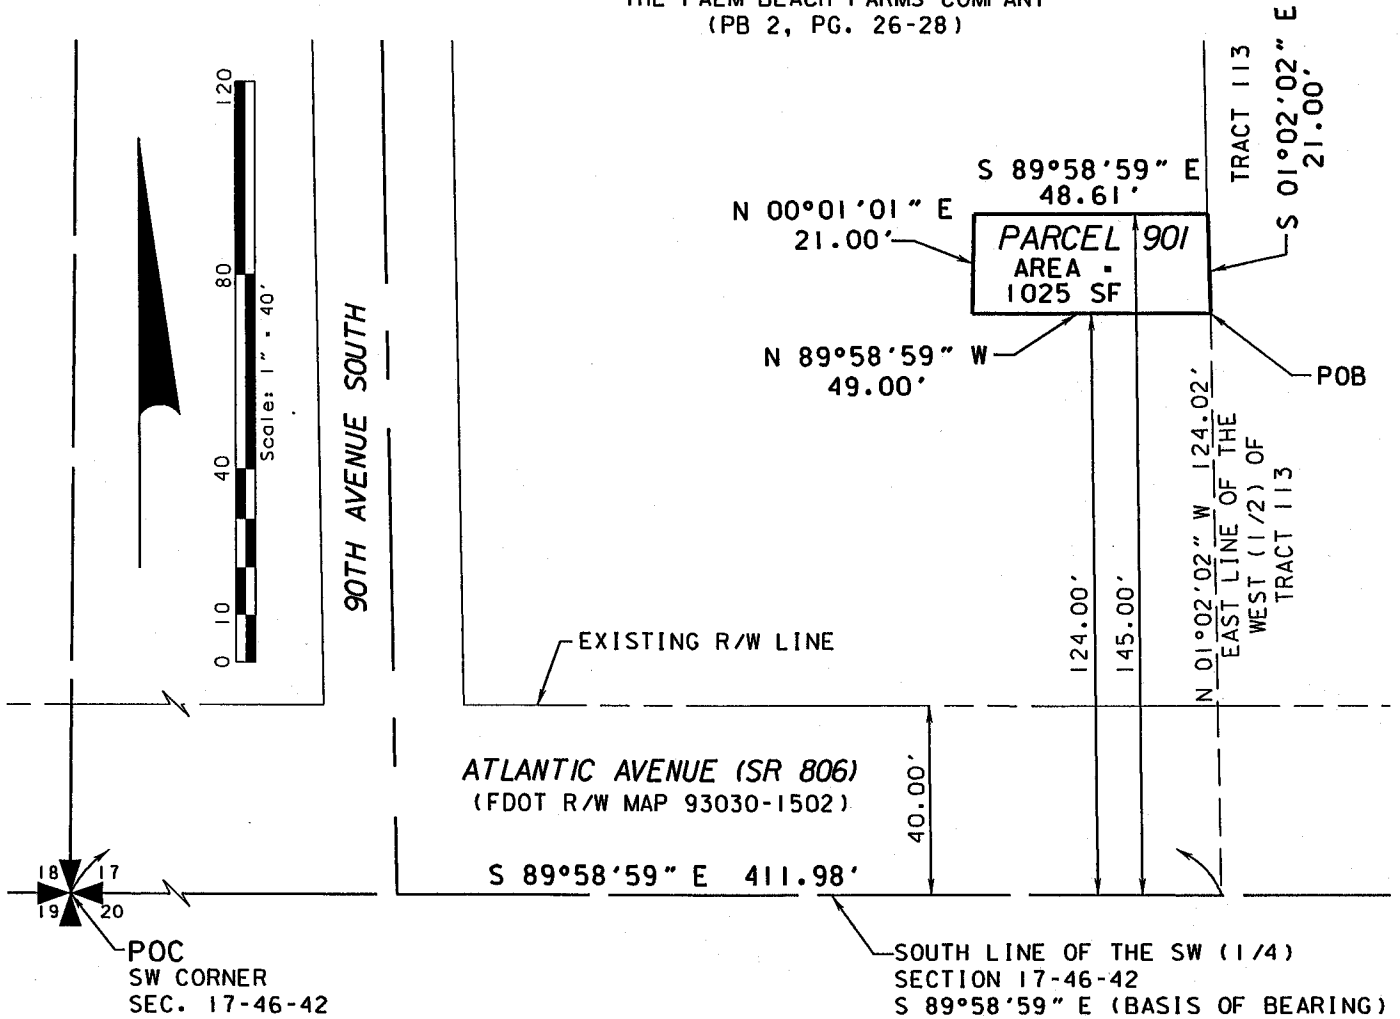 THE PALM BEACH FARMS COMPANY
(PB 2, PG. 26-28)
TRACT 113
S 01°02'02" E
21.00'
120
80
40
10
0
Scale: 1" = 40'
90TH AVENUE SOUTH
S 89°58'59" E
48.61'
N 00°01'01" E
21.00'
PARCEL 901
AREA =
1025 SF
N 89°58'59" W
49.00'
POB
N 01°02'02" W 124.02'
EAST LINE OF THE
WEST (1/2) OF
TRACT 113
124.00'
145.00'
EXISTING R/W LINE
ATLANTIC AVENUE (SR 806)
(FDOT R/W MAP 93030-1502)
40.00'
S 89°58'59" E 411.98'
18 17
19 20
POC
SW CORNER
SEC. 17-46-42
SOUTH LINE OF THE SW (1/4)
SECTION 17-46-42
S 89°58'59" E (BASIS OF BEARING)